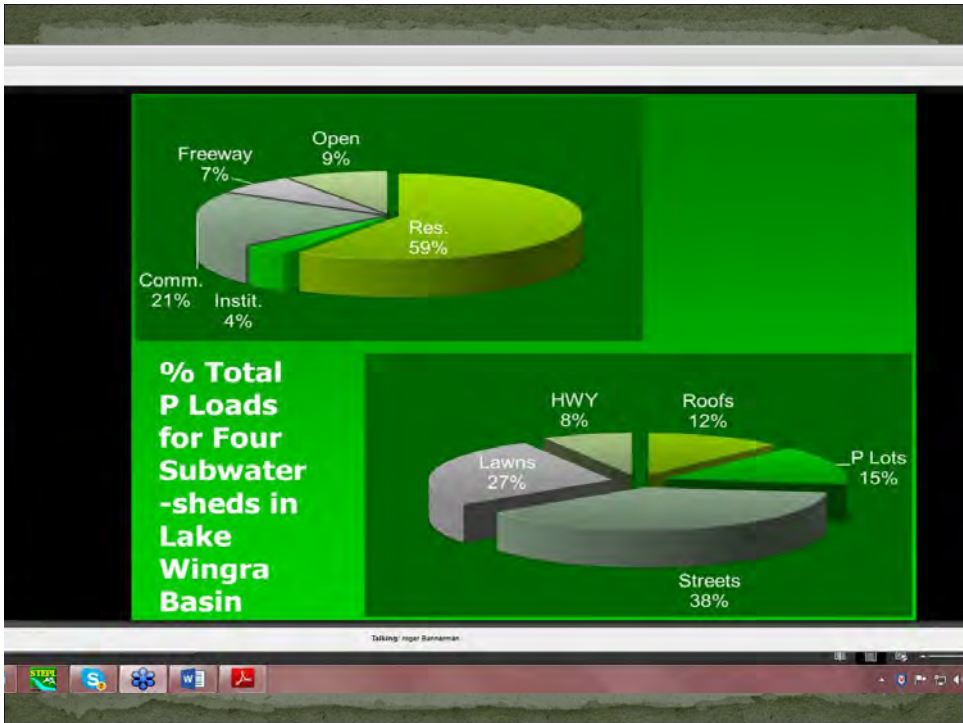 Open
9%
Freeway
7%
Res.
59%
Comm.
21%
Instit.
4%
% Total
P Loads
for Four
Subwater
-sheds in
Lake
Wingra
Basin
HWY
8%
Roofs
12%
Lawns
27%
P Lots
15%
Streets
38%
Talking: roger Bannerman
STEPL
S
W